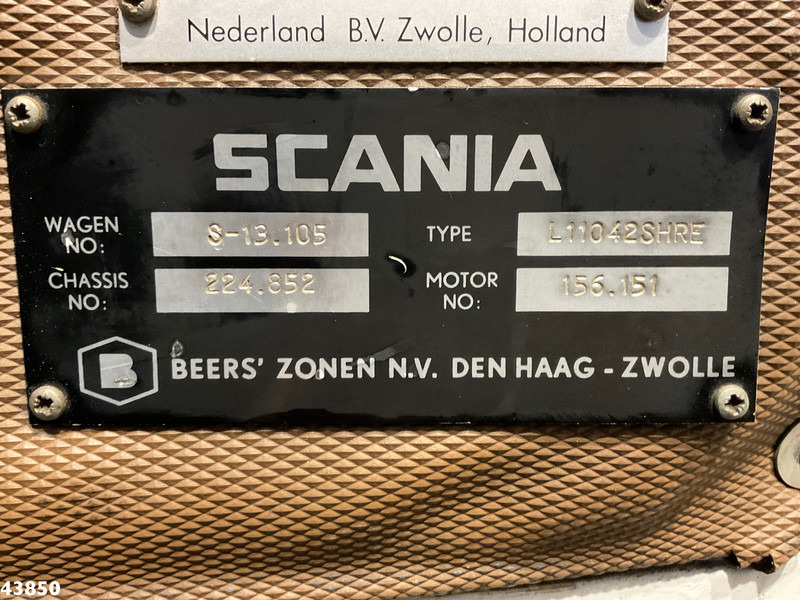 Nederland B.V. Zwolle, Holland
SCANIA
WAGEN NO: S-13.105
TYPE L11042SHRE
CHASSIS NO: 224.852
MOTOR NO: 156.151
B BEERS' ZONEN N.V. DEN HAAG - ZWOLLE
43850